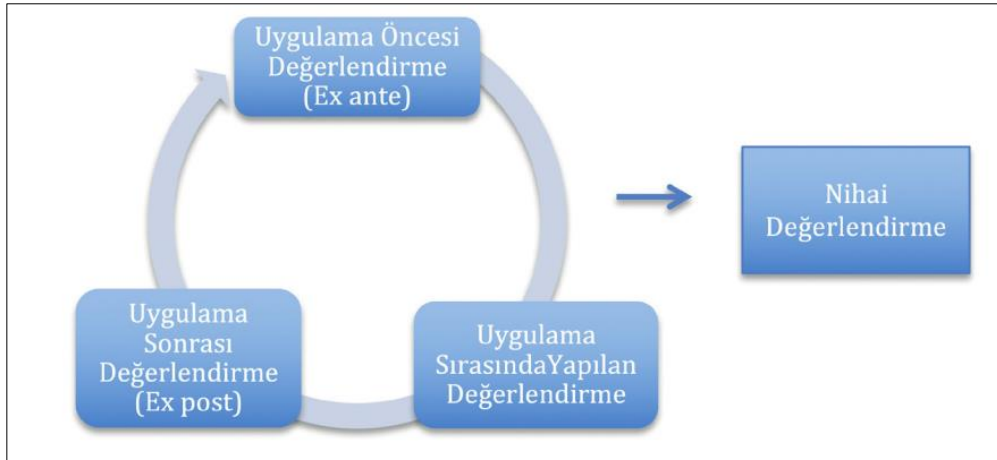 Uygulama Öncesi
Değerlendirme
(Ex ante)
Nihai
Değerlendirme
Uygulama
SırasındaYapılan
Değerlendirme
Uygulama
Sonrası
Değerlendirme
(Ex post)